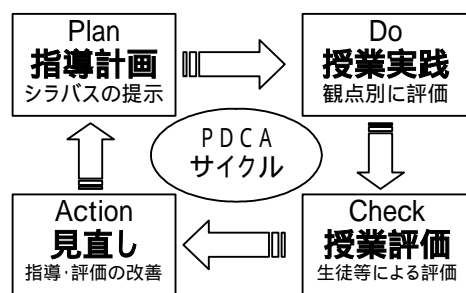 Plan
指導計画
シラバスの提示
Do
授業実践
観点別に評価
PDCA
サイクル
Action
見直し
指導・評価の改善
Check
授業評価
生徒等による評価